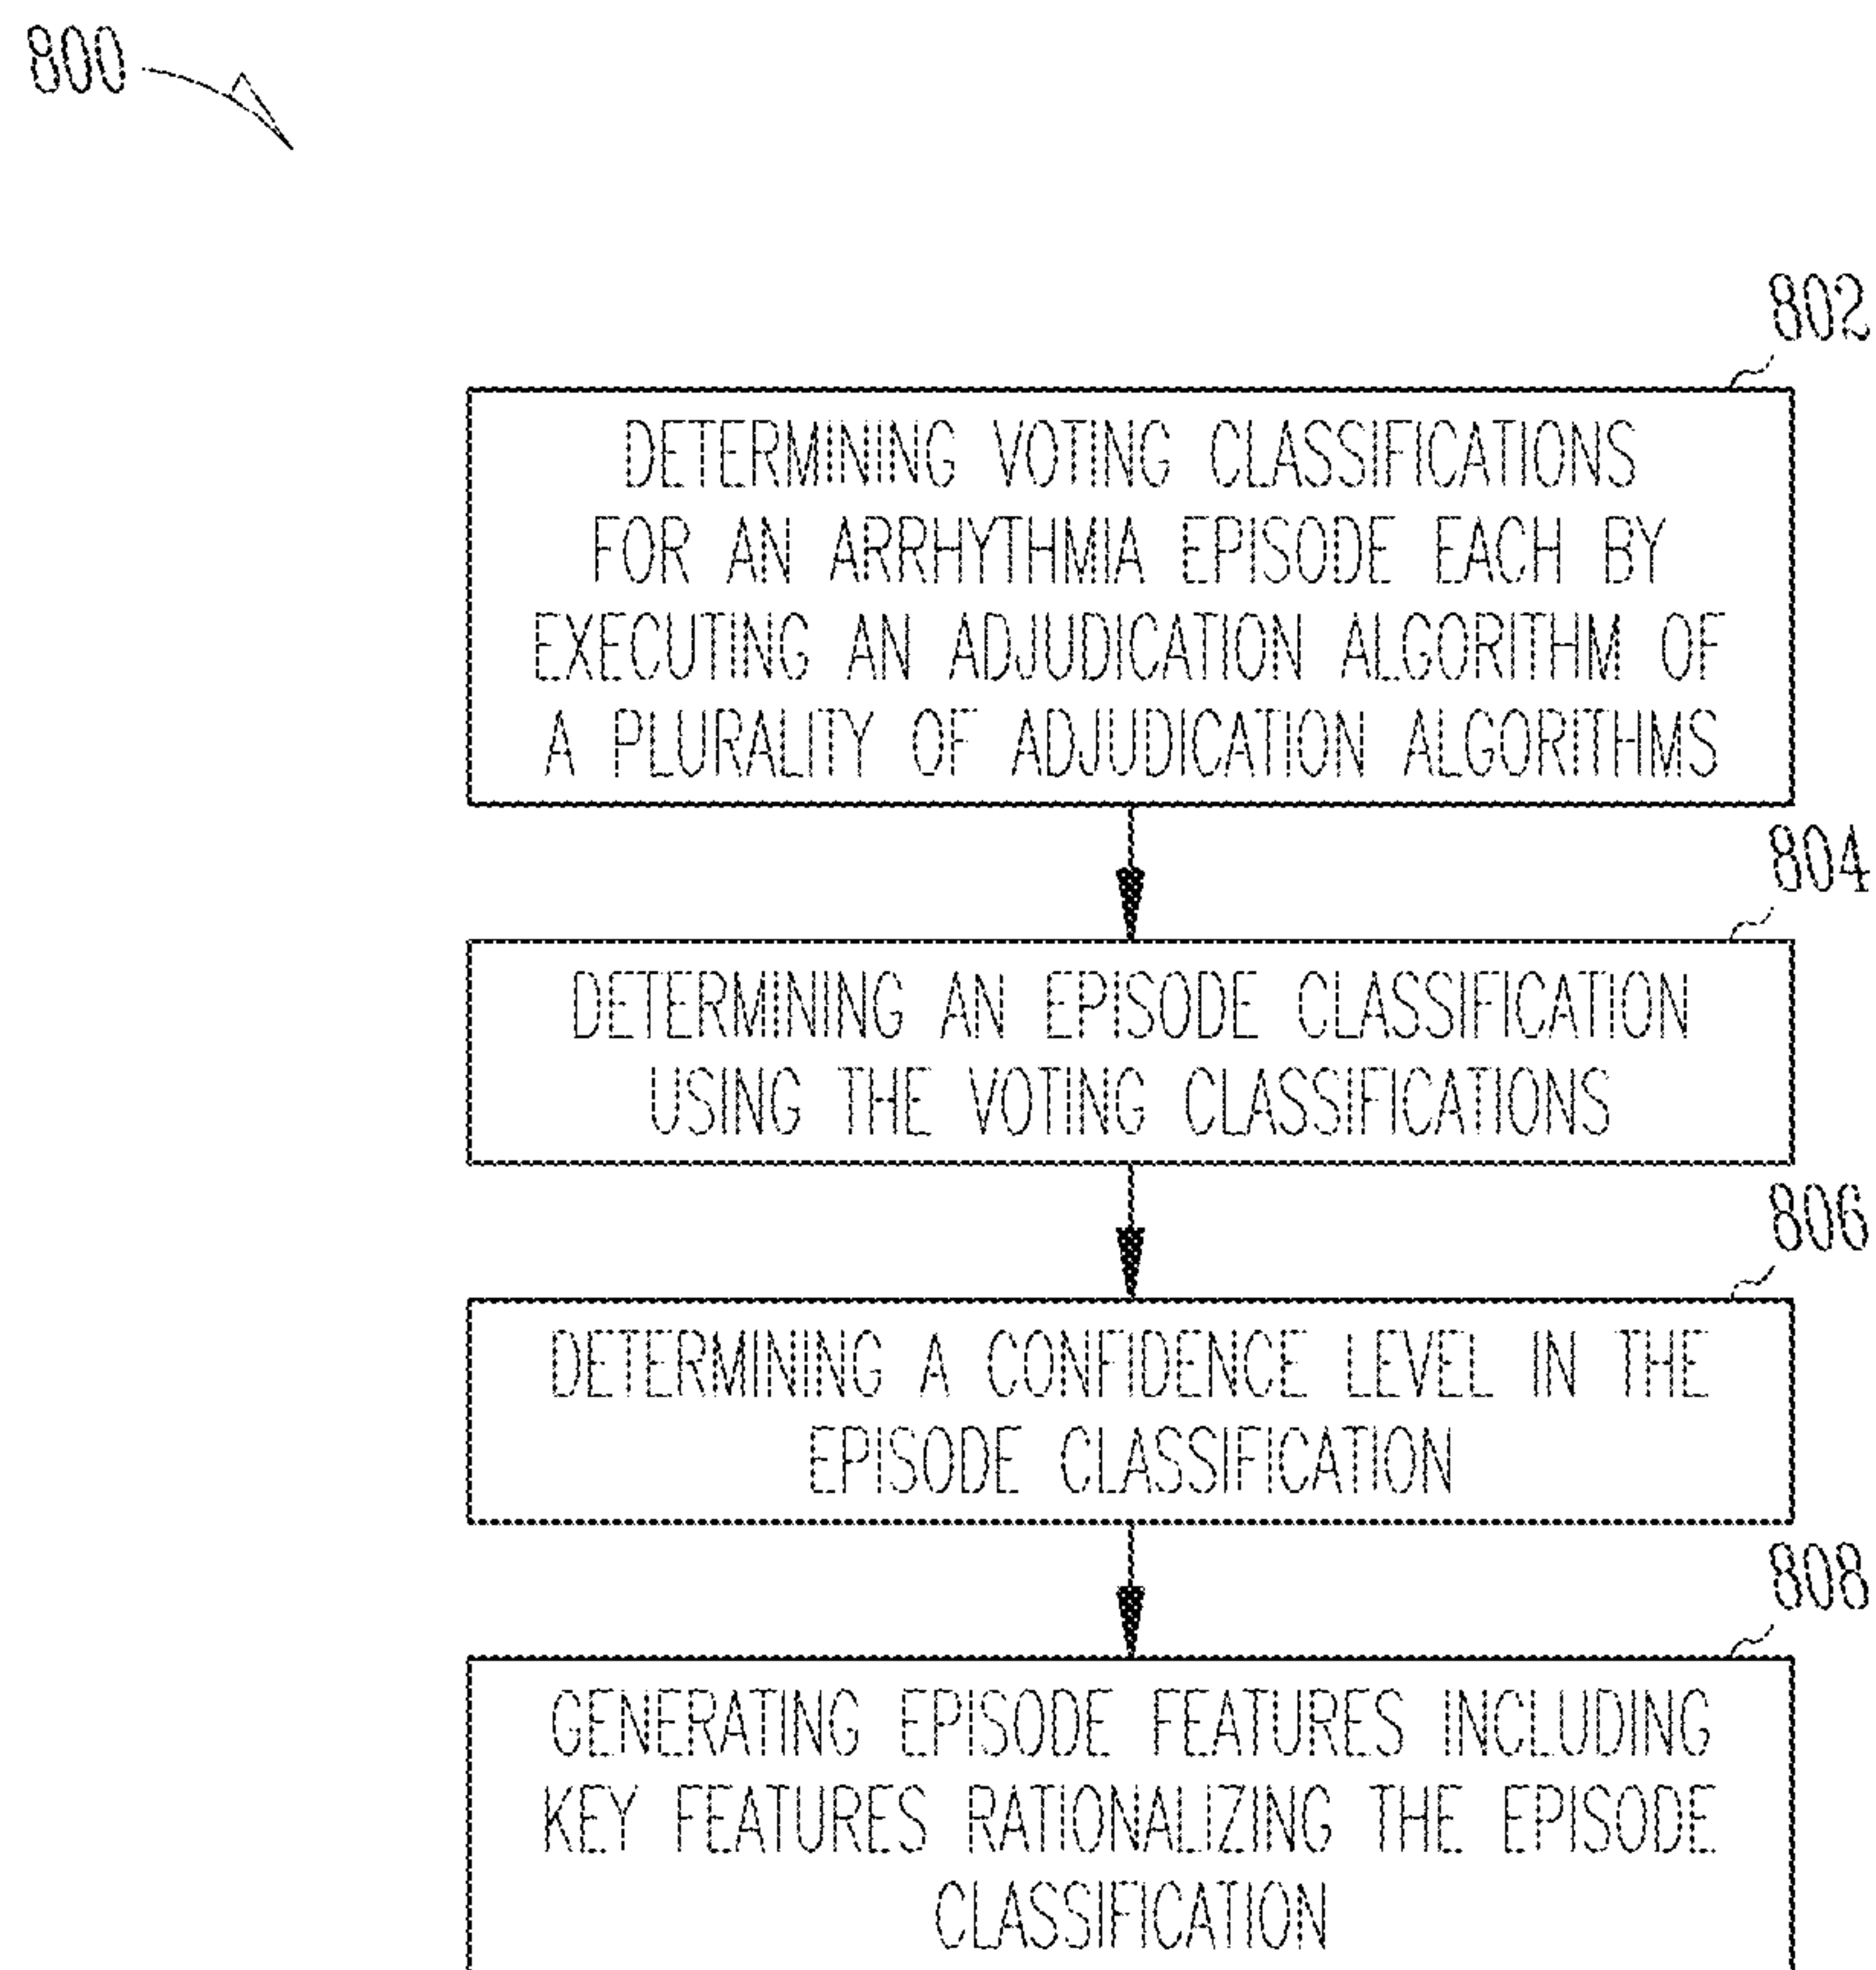 800
802
DETERMINING VOTING CLASSIFICATIONS
FOR AN ARRHYTHMIA EPISODE EACH BY
EXECUTING AN ADJUDICATION ALGORITHM OF
A PLURALITY OF ADJUDICATION ALGORITHMS
804
DETERMINING AN EPISODE CLASSIFICATION
USING THE VOTING CLASSIFICATIONS
806
DETERMINING A CONFIDENCE LEVEL IN THE
EPISODE CLASSIFICATION
808
GENERATING EPISODE FEATURES INCLUDING
KEY FEATURES RATIONALIZING THE EPISODE
CLASSIFICATION